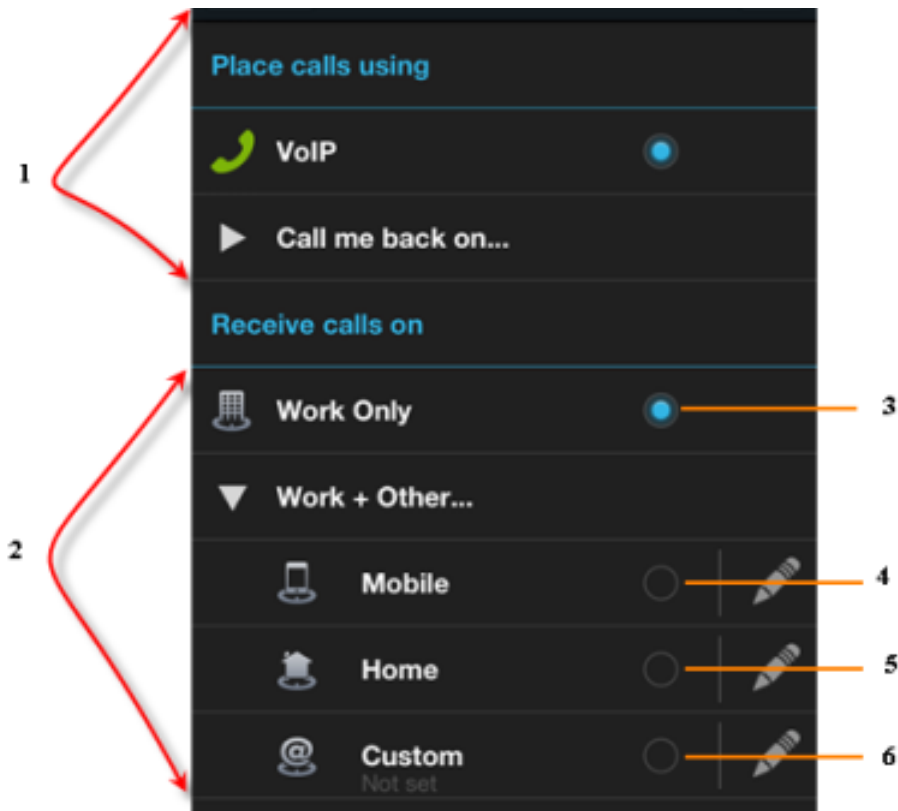 Place calls using
1
VoIP
Call me back on...
Receive calls on
Work Only
3
Work + Other...
2
Mobile
4
Home
5
Custom
6
Not set